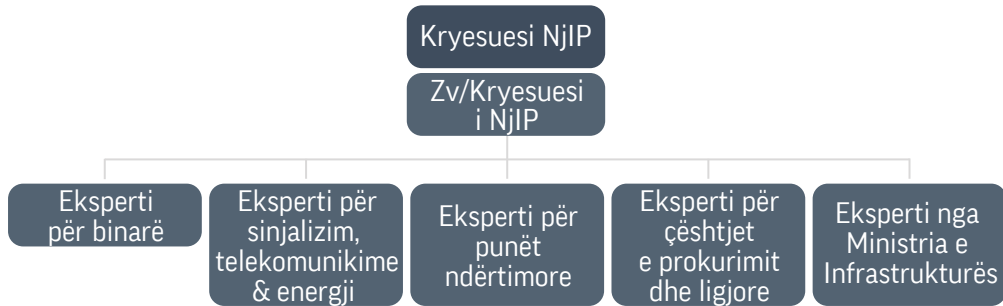 Kryesuesi NjIP
Zv/Kryesuesi
i NjIP
Eksperti
për binarë
Eksperti për
sinjalizim,
telekomunikime
& energji
Eksperti për
punët
ndërtimore
Eksperti për
çështjet
e prokurimit
dhe ligjore
Eksperti nga
Ministria e
Infrastrukturës